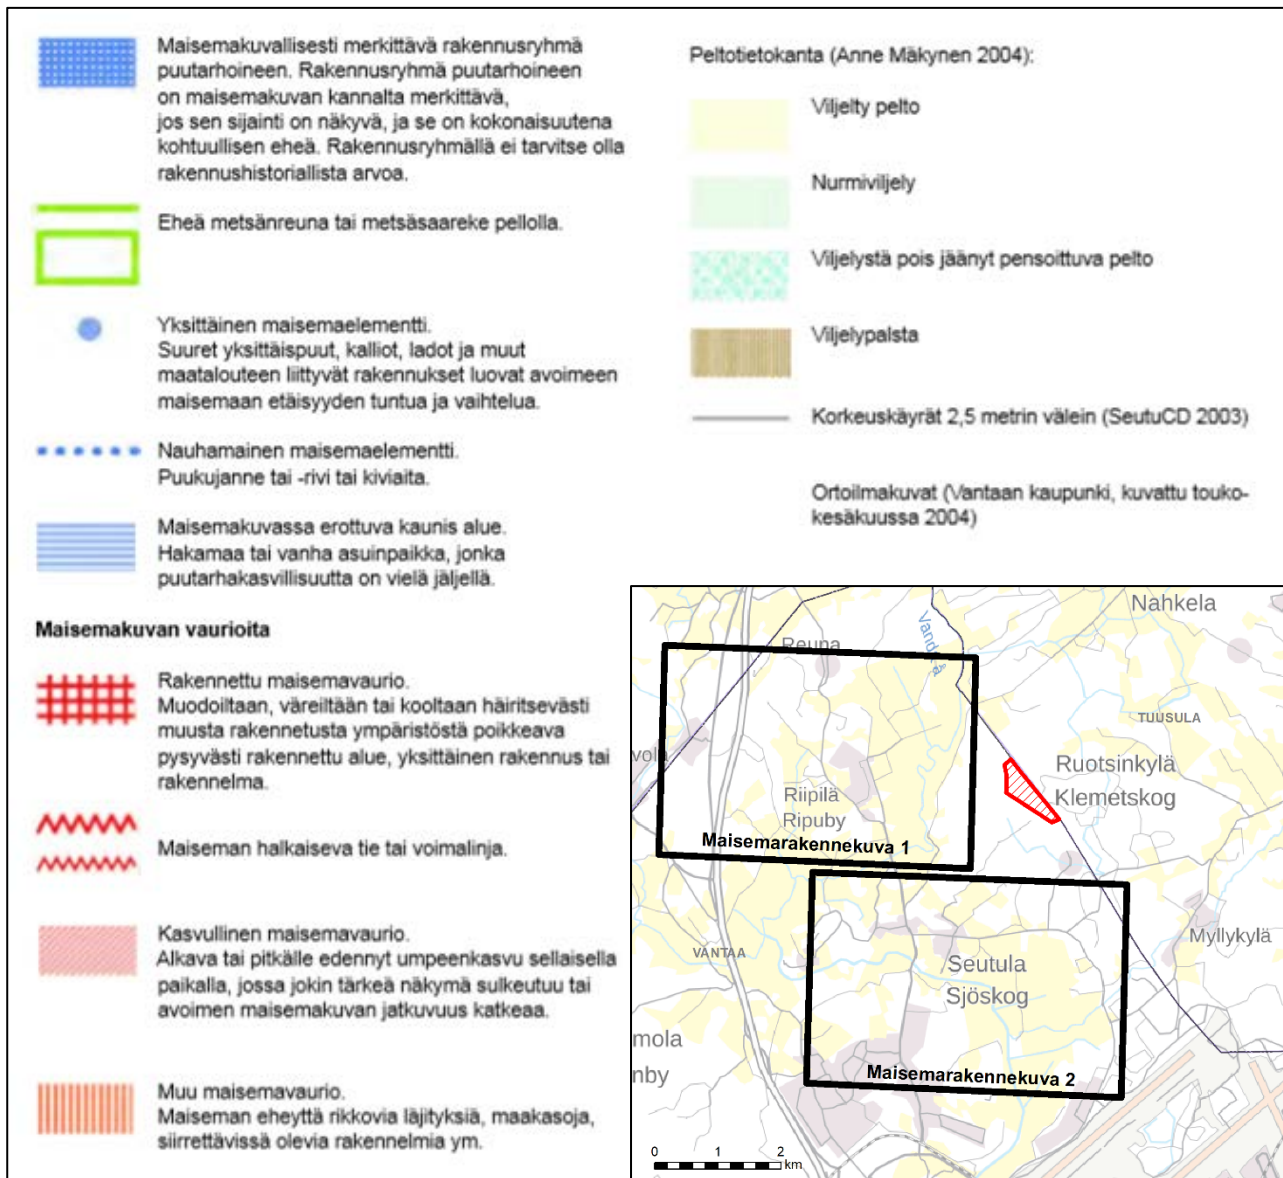 Maisemakuvallisesti merkittävä rakennusryhmä
puutarhoineen. Rakennusryhmä puutarhoineen
on maisemakuvan kannalta merkittävä,
jos sen sijainti on näkyvä, ja se on kokonaisuutena
kohtuullisen eheä. Rakennusryhmällä ei tarvitse olla
rakennushistoriallista arvoa.
Eheä metsänreuna tai metsäsaareke pellolla.
Yksittäinen maisemaelementti.
Suuret yksittäispuut, kalliot, ladot ja muut
maatalouteen liittyvät rakennukset luovat avoimeen
maisemaan etäisyyden tuntua ja vaihtelua.
Nauhamainen maisemaelementti.
Puukujanne tai -rivi tai kiviaita.
Maisemakuvassa erottuva kaunis alue.
Hakamaa tai vanha asuinpaikka, jonka
puutarhakasvillisuutta on vielä jäljellä.
Maisemakuvan vaurioita
Rakennettu maisemavaurio.
Muodoiltaan, väreiltään tai kooltaan häiritsevästi
muusta rakennetusta ympäristöstä poikkeava
pysyvästi rakennettu alue, yksittäinen rakennus tai
rakennelma.
Maiseman halkaiseva tie tai voimalinja.
Kasvullinen maisemavaurio.
Alkava tai pitkälle edennyt umpeenkasvu sellaisella
paikalla, jossa jokin tärkeä näkymä sulkeutuu tai
avoimen maisemakuvan jatkuvuus katkeaa.
Muu maisemavaurio.
Maiseman eheyttä rikkovia läjityksiä, maakasoja,
siirrettävissä olevia rakennelmia ym.
Peltotietokanta (Anne Mäkynen 2004):
Viljelty pelto
Nurmiviljely
Viljelystä pois jäänyt pensoittuva pelto
Viljelypalsta
Korkeuskäyrät 2,5 metrin välein (SeutuCD 2003)
Ortoilmakuvat (Vantaan kaupunki, kuvattu touko-
kesäkuussa 2004)
Nahkela
Reuna
Vandaå
TUUSULA
vola
Ruotsinkylä
Klemetskog
Riipilä
Ripuby
Maisemarakennekuva 1
Myllykylä
VANTAA
Seutula
Sjöskog
mola
nby
Maisemarakennekuva 2
0 1 2
km